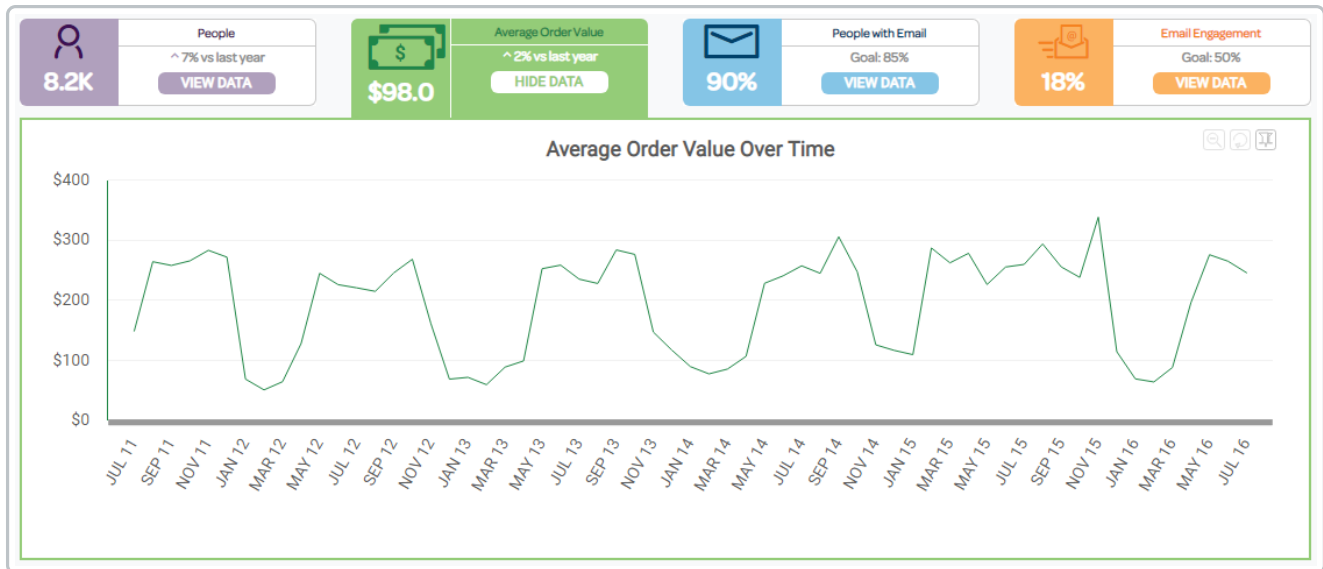 8.2K
People
^ 7% vs last year
VIEW DATA
$
$98.0
Average Order Value
^ 2% vs last year
HIDE DATA
90%
People with Email
Goal: 85%
VIEW DATA
@
18%
Email Engagement
Goal: 50%
VIEW DATA
Average Order Value Over Time
$400
$300
$200
$100
$0
JUL 11
SEP 11
NOV 11
JAN 12
MAR 12
MAY 12
JUL 12
SEP 12
NOV 12
JAN 13
MAR 13
MAY 13
JUL 13
SEP 13
NOV 13
JAN 14
MAR 14
MAY 14
JUL 14
SEP 14
NOV 14
JAN 15
MAR 15
MAY 15
JUL 15
SEP 15
NOV 15
JAN 16
MAR 16
MAY 16
JUL 16